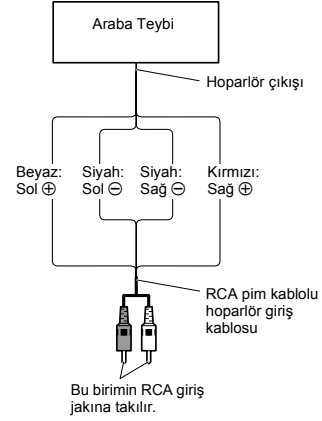 Araba Teybi
Hoparlör çıkışı
Beyaz: Siyah: Siyah: Kırmızı:
Sol ⊕ Sol ⊖ Sağ ⊖ Sağ ⊕
RCA pim kablolu
hoparlör giriş
kablosu
Bu birimin RCA giriş
jakına takılır.